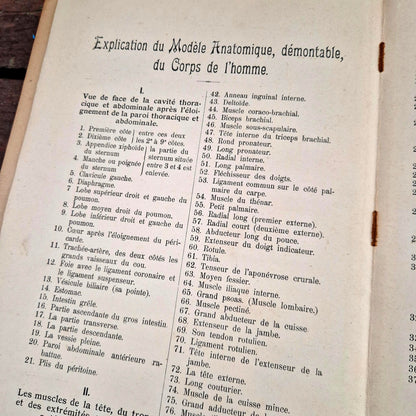 Explication du Modèle Anatomique, démontable,
du Corps de l'homme.
I.
Vue de face de la cavité thora-
cique et abdominale après l'éloi-
gnement de la paroi thoracique et
abdominale.
1. Première côte | entre ces deux
2. Dixième côte | les 2e à 9e côtes.
3. Appendice xiphoïde | la partie du
du sternum | sternum située
4. Manche ou poignée | entre 3 et 4 est
du sternum | enlevée.
5. Clavicule gauche.
6. Diaphragme.
7. Lobe supérieur droit et gauche du
poumon.
8. Lobe moyen droit du poumon.
9. Lobe inférieur droit et gauche du
poumon.
10. Cœur après l'éloignement du péri-
carde.
11. Trachée-artère, des deux côtés les
grands vaisseaux du cou.
12. Foie avec le ligament coronaire et
le ligament suspenseur.
13. Vésicule biliaire (sa pointe).
14. Estomac.
15. Intestin grêle.
16. Partie ascendante du gros intestin.
17. La partie transverse.
18. La partie descendante.
19. La vessie pleine.
20. Paroi abdominale antérieure ra-
battue.
21. Plis du péritoine.
II.
Les muscles de la tête, du tron
et des extrémités
42. Anneau inguinal interne.
43. Deltoïde.
44. Muscle coraco-brachial.
45. Biceps brachial.
46. Muscle sous-scapulaire.
47. Tête interne du triceps brachial.
48. Rond pronateur.
49. Long pronateur.
50. Radial interne.
51. Long palmaire.
52. Fléchisseur des doigts.
53. Ligament commun sur le côté pal-
maire du carpe.
54. Muscle du thénar.
55. Petit palmaire.
56. Radial long (premier externe).
57. Radial court (deuxième externe).
58. Abducteur long du pouce.
59. Extenseur du doigt indicateur.
60. Rotule.
61. Tibia.
62. Tenseur de l'aponévrose crurale.
63. Moyen fessier.
64. Muscle iliaque interne.
65. Grand psoas. (Muscle lombaire.)
66. Muscle pectiné.
67. Grand abducteur de la cuisse
68. Extenseur de la jambe.
69. Son tendon rotulien.
70. Ligament rotulien.
71. Tête interne de l'extenseur
de la jambe.
72. La tête externe.
73. Long couturier.
74. Muscle de la cuisse mince.
75. Grand adducteur de la cuisse
76. Muscle